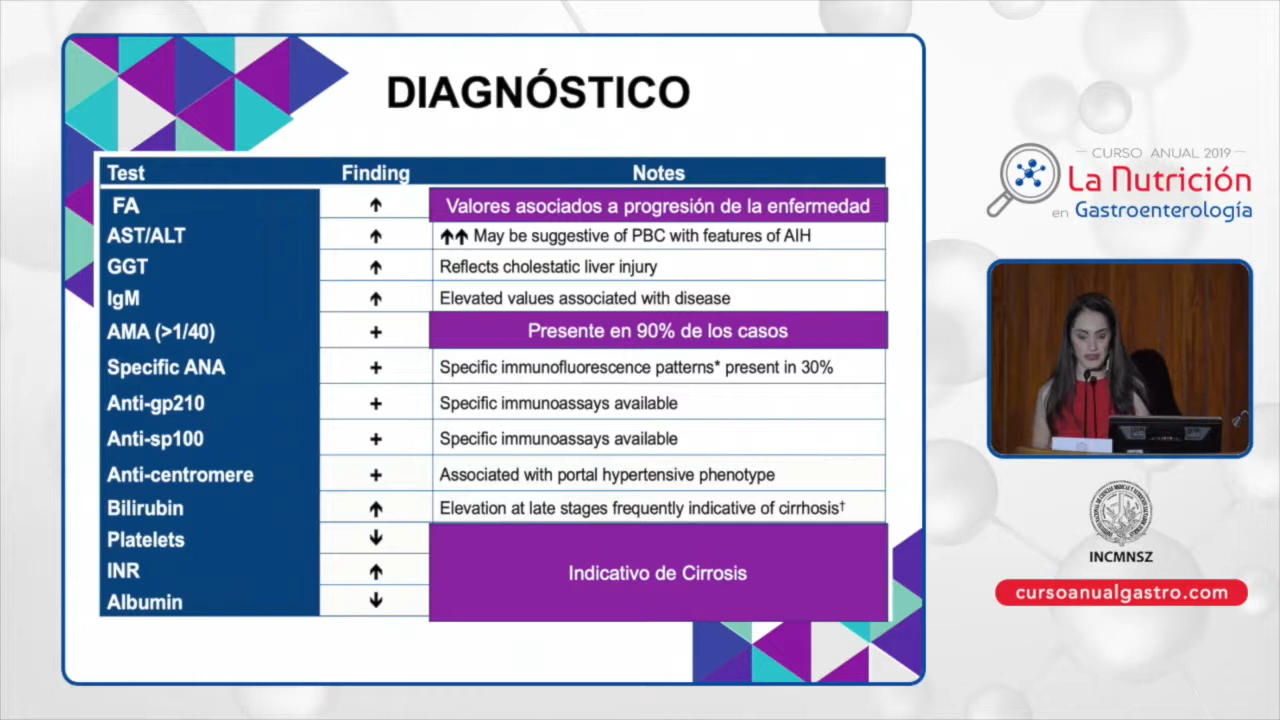 DIAGNÓSTICO
Test Finding Notes
FA ↑ Valores asociados a progresión de la enfermedad
AST/ALT ↑ ↑↑ May be suggestive of PBC with features of AIH
GGT ↑ Reflects cholestatic liver injury
IgM ↑ Elevated values associated with disease
AMA (>1/40) + Presente en 90% de los casos
Specific ANA + Specific immunofluorescence patterns* present in 30%
Anti-gp210 + Specific immunoassays available
Anti-sp100 + Specific immunoassays available
Anti-centromere + Associated with portal hypertensive phenotype
Bilirubin ↑ Elevation at late stages frequently indicative of cirrhosis†
Platelets ↓
INR ↑ Indicativo de Cirrosis
Albumin ↓
CURSO ANUAL 2019
La Nutrición
en Gastroenterología
INCMNSZ
cursoanualgastro.com